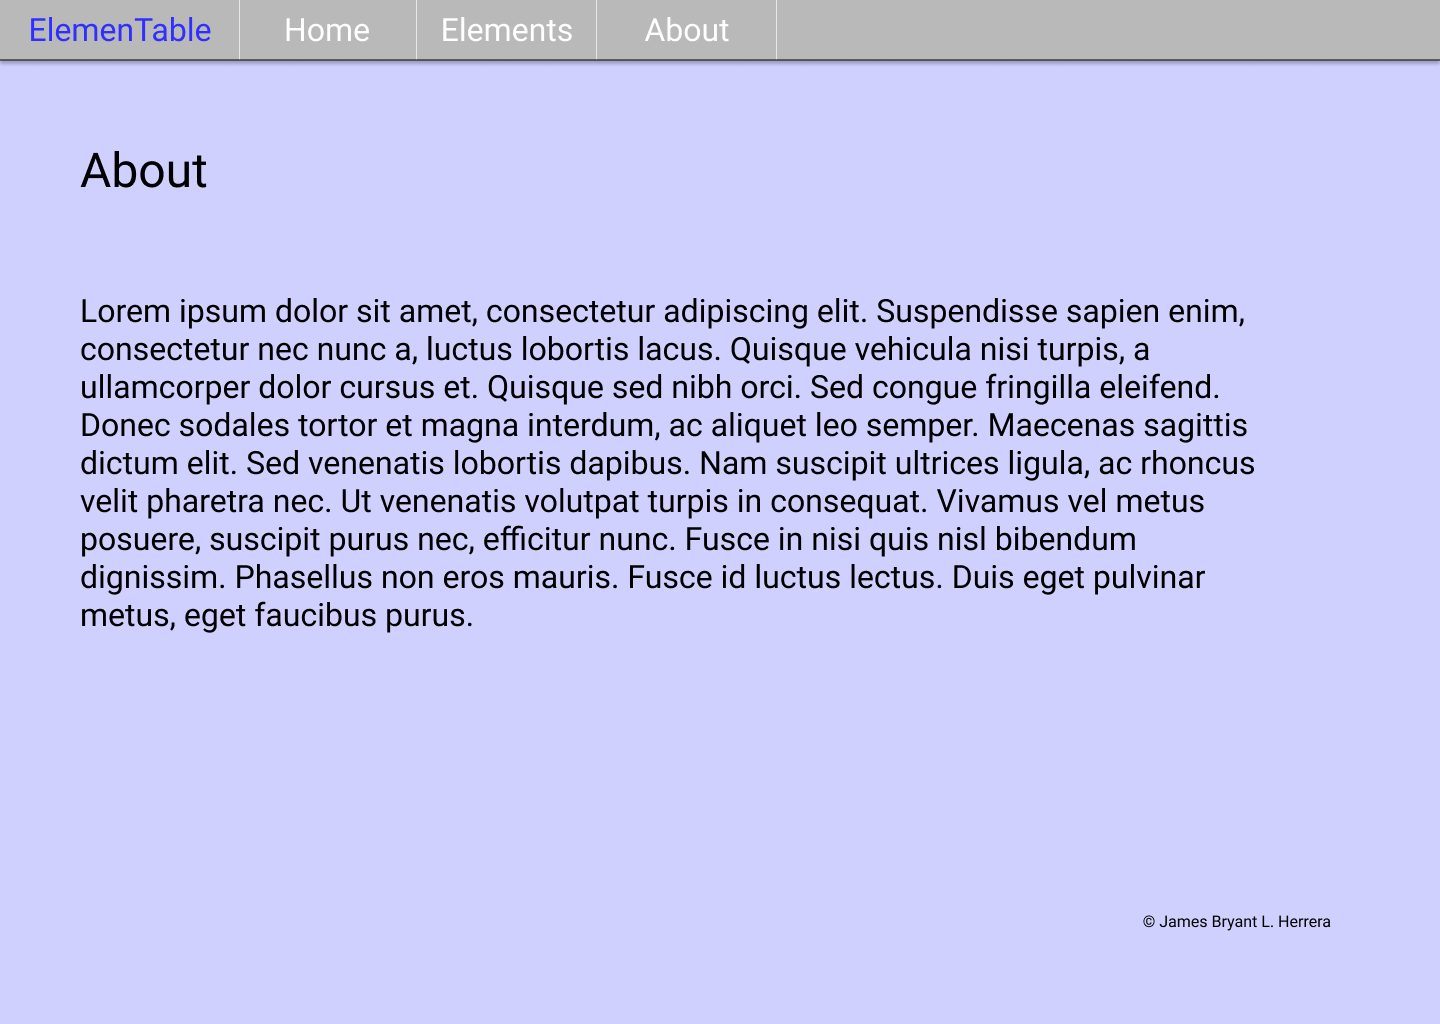 ElemenTable Home Elements About
About
Lorem ipsum dolor sit amet, consectetur adipiscing elit. Suspendisse sapien enim,
consectetur nec nunc a, luctus lobortis lacus. Quisque vehicula nisi turpis, a
ullamcorper dolor cursus et. Quisque sed nibh orci. Sed congue fringilla eleifend.
Donec sodales tortor et magna interdum, ac aliquet leo semper. Maecenas sagittis
dictum elit. Sed venenatis lobortis dapibus. Nam suscipit ultrices ligula, ac rhoncus
velit pharetra nec. Ut venenatis volutpat turpis in consequat. Vivamus vel metus
posuere, suscipit purus nec, efficitur nunc. Fusce in nisi quis nisl bibendum
dignissim. Phasellus non eros mauris. Fusce id luctus lectus. Duis eget pulvinar
metus, eget faucibus purus.
© James Bryant L. Herrera